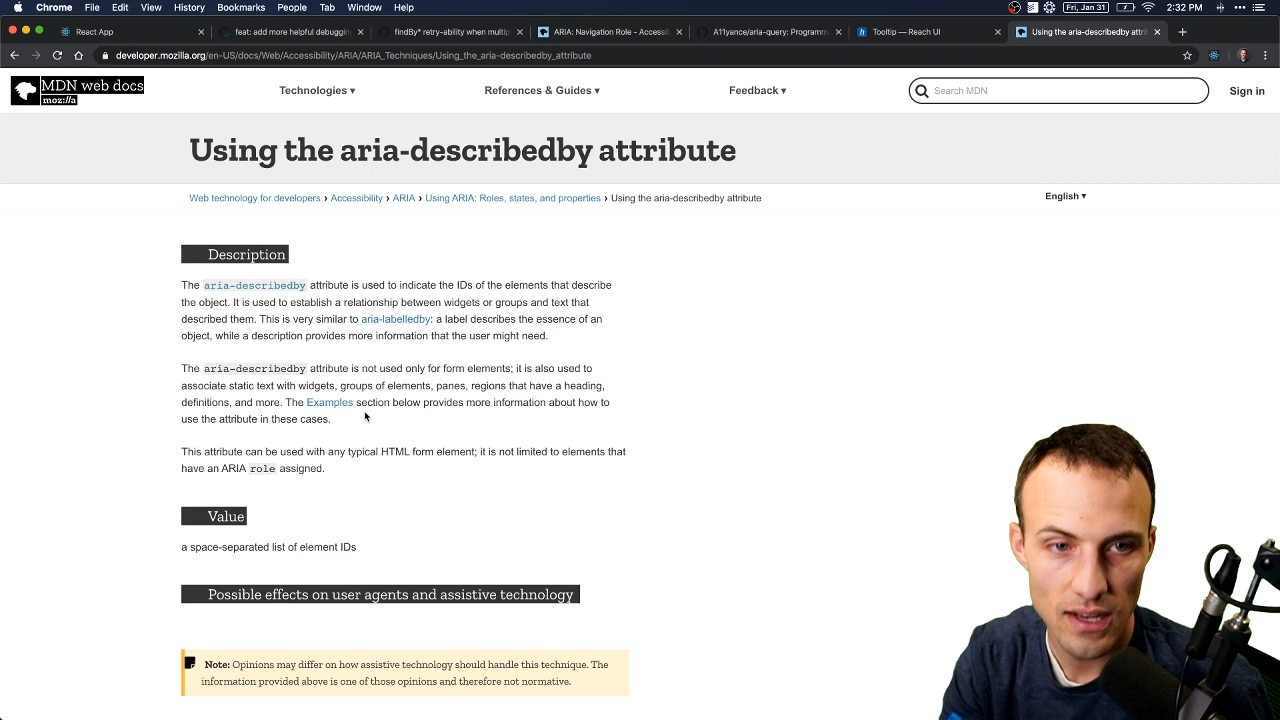 Chrome File Edit View History Bookmarks People Tab Window Help
Fri, Jan 31 2:32 PM
React App
feat: add more helpful debuggin
findBy* retry-ability when multip
ARIA: Navigation Role - Accessib
A11yance/aria-query: Programm
Tooltip — Reach UI
Using the aria-describedby attrib
developer.mozilla.org/en-US/docs/Web/Accessibility/ARIA/ARIA_Techniques/Using_the_aria-describedby_attribute
MDN web docs
moz://a
Technologies ▾
References & Guides ▾
Feedback ▾
Search MDN
Sign in
Using the aria-describedby attribute
Web technology for developers › Accessibility › ARIA › Using ARIA: Roles, states, and properties › Using the aria-describedby attribute
English ▾
Description
The aria-describedby attribute is used to indicate the IDs of the elements that describe
the object. It is used to establish a relationship between widgets or groups and text that
described them. This is very similar to aria-labelledby: a label describes the essence of an
object, while a description provides more information that the user might need.
The aria-describedby attribute is not used only for form elements; it is also used to
associate static text with widgets, groups of elements, panes, regions that have a heading,
definitions, and more. The Examples section below provides more information about how to
use the attribute in these cases.
This attribute can be used with any typical HTML form element; it is not limited to elements that
have an ARIA role assigned.
Value
a space-separated list of element IDs
Possible effects on user agents and assistive technology
Note: Opinions may differ on how assistive technology should handle this technique. The
information provided above is one of those opinions and therefore not normative.